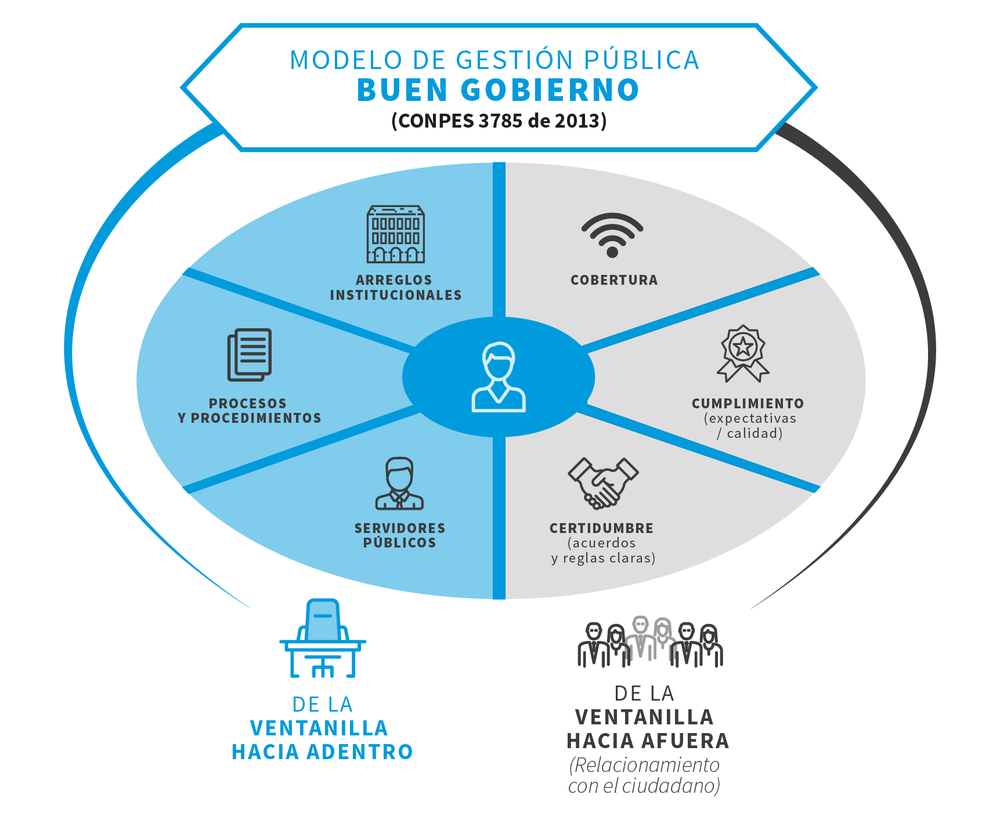 MODELO DE GESTIÓN PÚBLICA
BUEN GOBIERNO
(CONPES 3785 de 2013)
ARREGLOS
INSTITUCIONALES
COBERTURA
PROCESOS
Y PROCEDIMIENTOS
CUMPLIMIENTO
(expectativas
/ calidad)
SERVIDORES
PÚBLICOS
CERTIDUMBRE
(acuerdos
y reglas claras)
DE LA
VENTANILLA
HACIA ADENTRO
DE LA
VENTANILLA
HACIA AFUERA
(Relacionamiento
con el ciudadano)